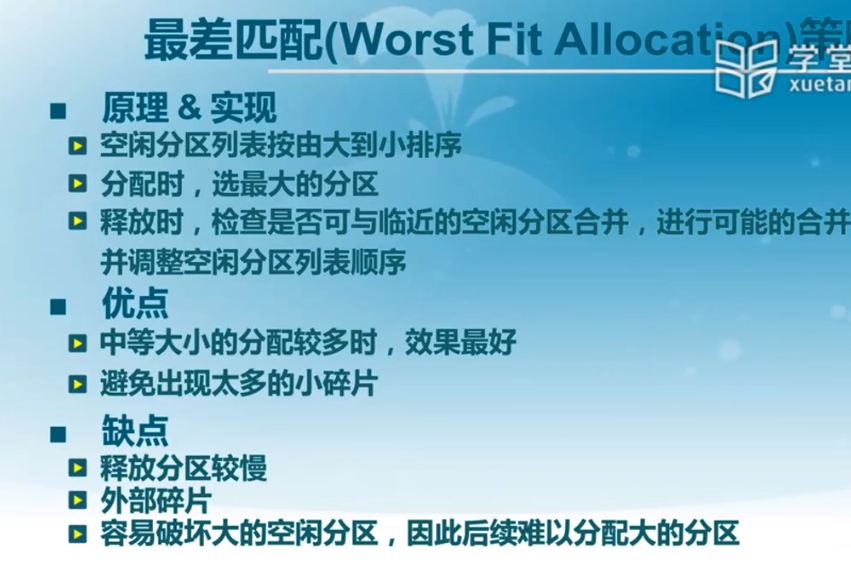 最差匹配(Worst Fit Allocation)策略
学堂
xuetan
原理 & 实现
空闲分区列表按由大到小排序
分配时，选最大的分区
释放时，检查是否可与临近的空闲分区合并，进行可能的合并
并调整空闲分区列表顺序
优点
中等大小的分配较多时，效果最好
避免出现太多的小碎片
缺点
释放分区较慢
外部碎片
容易破坏大的空闲分区，因此后续难以分配大的分区